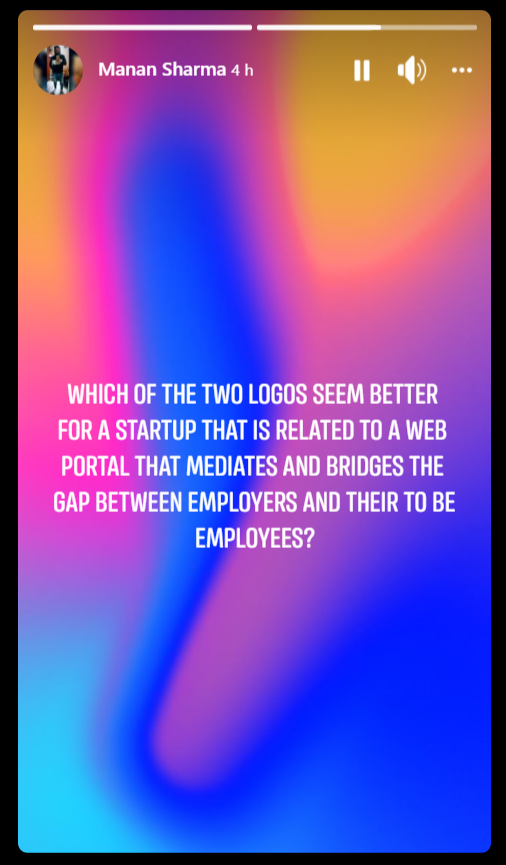 Manan Sharma 4 h
WHICH OF THE TWO LOGOS SEEM BETTER
FOR A STARTUP THAT IS RELATED TO A WEB
PORTAL THAT MEDIATES AND BRIDGES THE
GAP BETWEEN EMPLOYERS AND THEIR TO BE
EMPLOYEES?